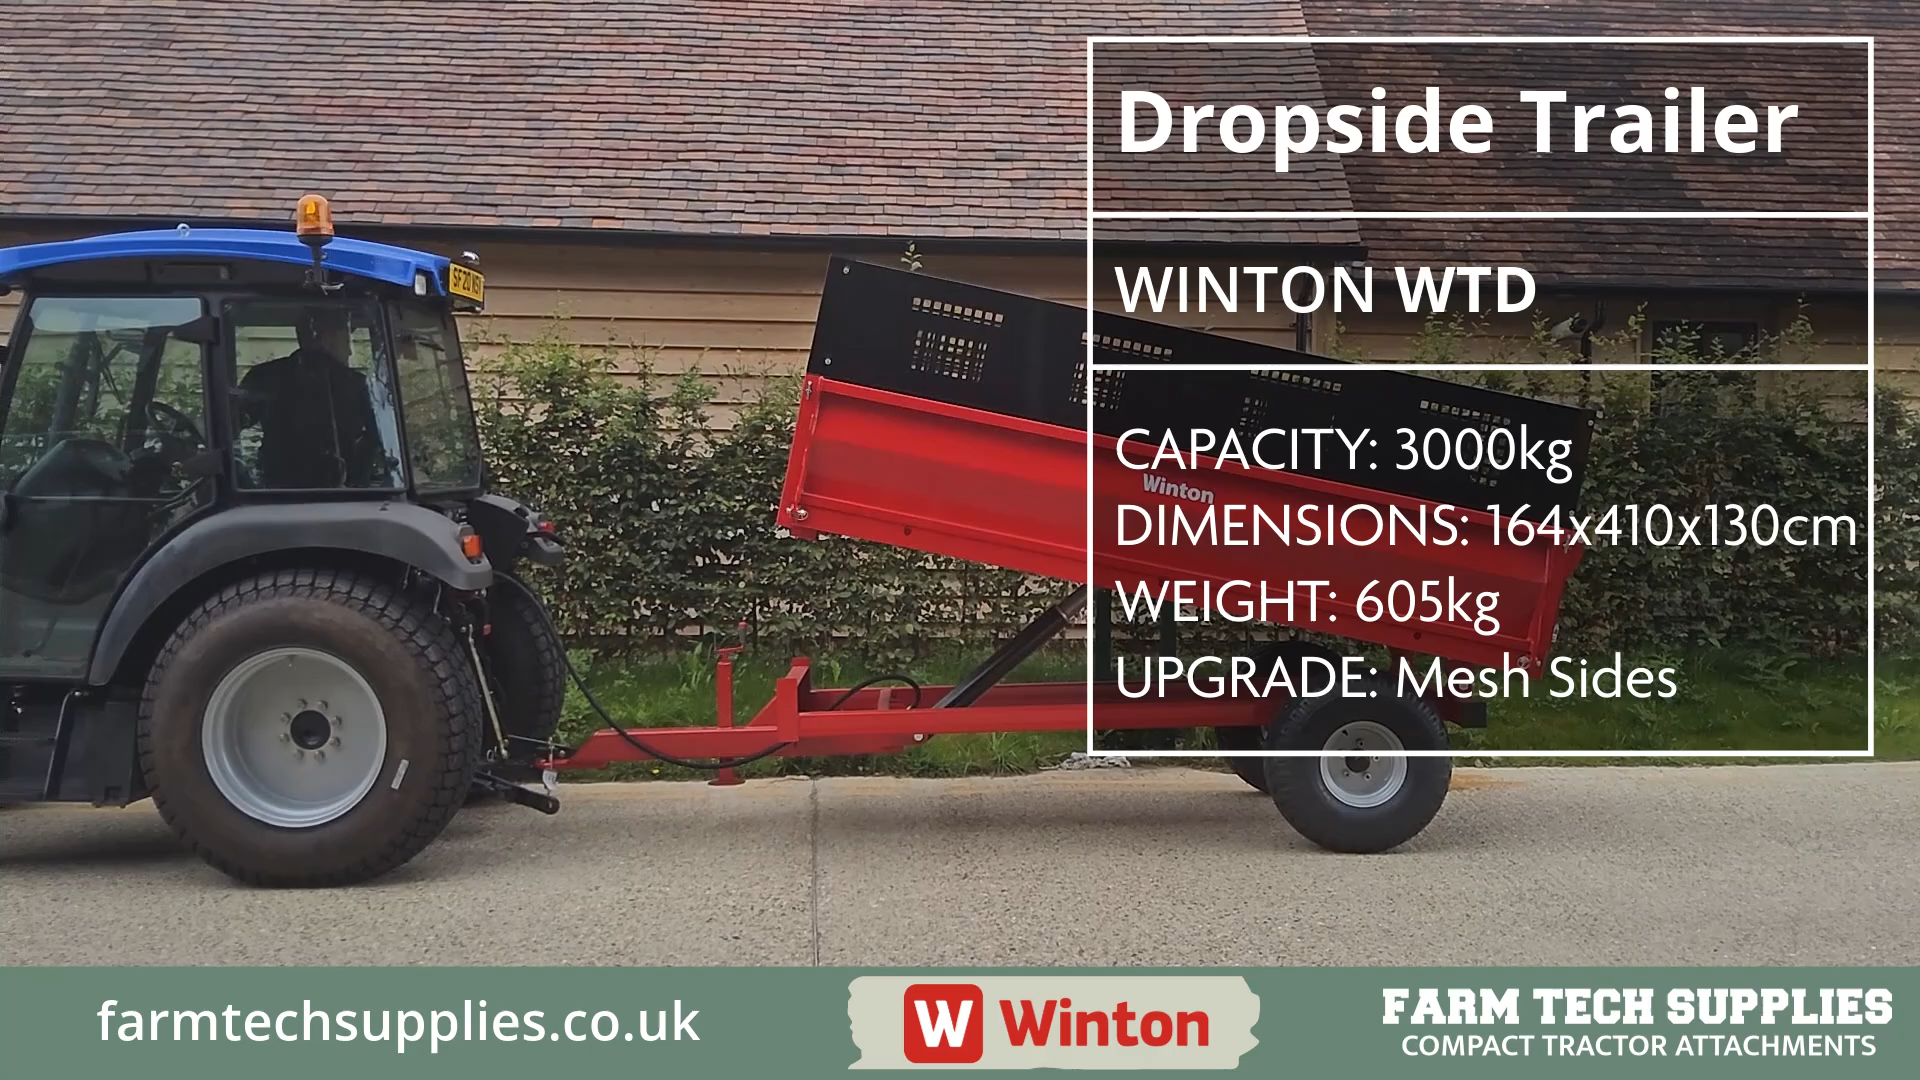 Dropside Trailer
WINTON WTD
CAPACITY: 3000kg
DIMENSIONS: 164x410x130cm
WEIGHT: 605kg
UPGRADE: Mesh Sides
Winton
farmtechsupplies.co.uk
W Winton
FARM TECH SUPPLIES
COMPACT TRACTOR ATTACHMENTS